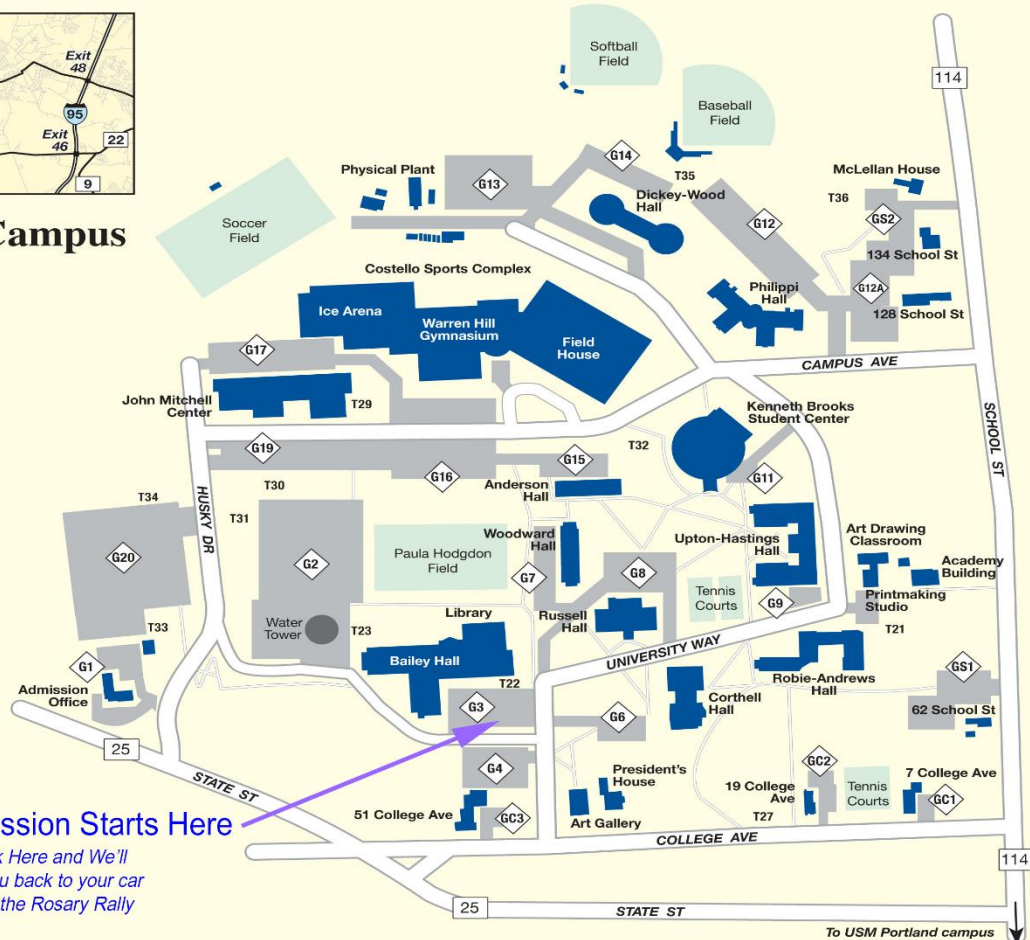 Exit
48
95
Exit
46
22
9
Campus
Softball
Field
Baseball
Field
114
Physical Plant
G13
G14
T35
McLellan House
Dickey-Wood
Hall
T36
GS2
Soccer
Field
G12
134 School St
Costello Sports Complex
Philippi
Hall
G12A
128 School St
Ice Arena
Warren Hill
Gymnasium
Field
House
G17
CAMPUS AVE
John Mitchell
Center
T29
Kenneth Brooks
Student Center
SCHOOL ST
G19
T32
G15
G16
G11
T30
Anderson
Hall
HUSKY DR
T34
T31
Woodward
Hall
Upton-Hastings
Hall
Art Drawing
Classroom
G20
G2
Paula Hodgdon
Field
G7
G8
Academy
Building
Tennis
Courts
G9
Printmaking
Studio
Library
Russell
Hall
Water
Tower
T23
T33
T21
UNIVERSITY WAY
G1
Bailey Hall
Robie-Andrews
Hall
GS1
Admission
Office
T22
G3
G6
Corthell
Hall
62 School St
25
G4
GC2
President's
House
19 College
Ave
7 College Ave
STATE ST
Tennis
Courts
GC1
51 College Ave
GC3
Art Gallery
T27
ssion Starts Here
COLLEGE AVE
k Here and We'll
u back to your car
the Rosary Rally
114
25
STATE ST
To USM Portland campus